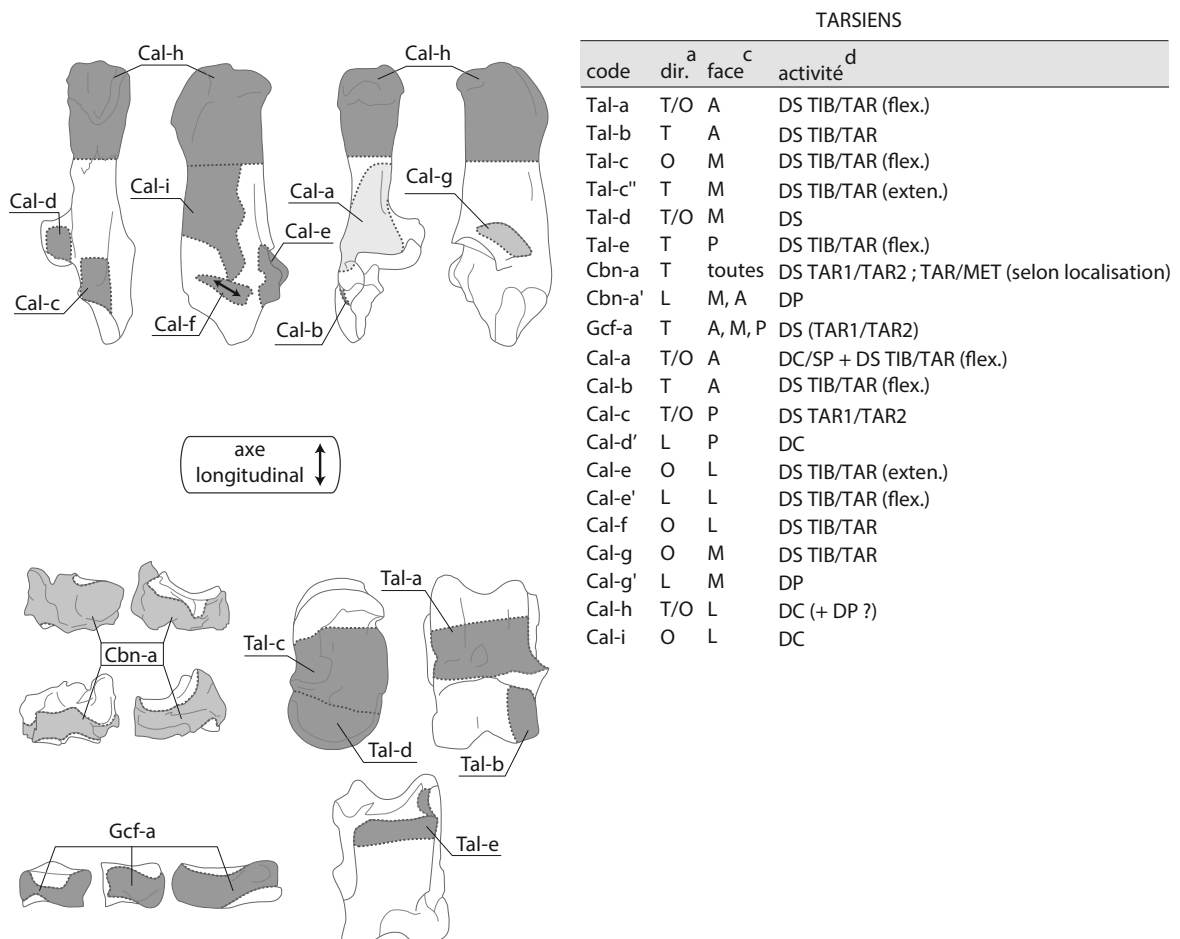 Cal-h
Cal-h
Cal-i
Cal-a
Cal-g
Cal-d
Cal-e
Cal-c
Cal-f
Cal-b
axe
longitudinal
Tal-a
Tal-c
Cbn-a
Tal-d
Tal-b
Gcf-a
Tal-e
TARSIENS
code dir.a facec activitéd
Tal-a T/O A DS TIB/TAR (flex.)
Tal-b T A DS TIB/TAR
Tal-c O M DS TIB/TAR (flex.)
Tal-c" T M DS TIB/TAR (exten.)
Tal-d T/O M DS
Tal-e T P DS TIB/TAR (flex.)
Cbn-a T toutes DS TAR1/TAR2 ; TAR/MET (selon localisation)
Cbn-a' L M, A DP
Gcf-a T A, M, P DS (TAR1/TAR2)
Cal-a T/O A DC/SP + DS TIB/TAR (flex.)
Cal-b T A DS TIB/TAR (flex.)
Cal-c T/O P DS TAR1/TAR2
Cal-d’ L P DC
Cal-e O L DS TIB/TAR (exten.)
Cal-e' L L DS TIB/TAR (flex.)
Cal-f O L DS TIB/TAR
Cal-g O M DS TIB/TAR
Cal-g' L M DP
Cal-h T/O L DC (+ DP ?)
Cal-i O L DC